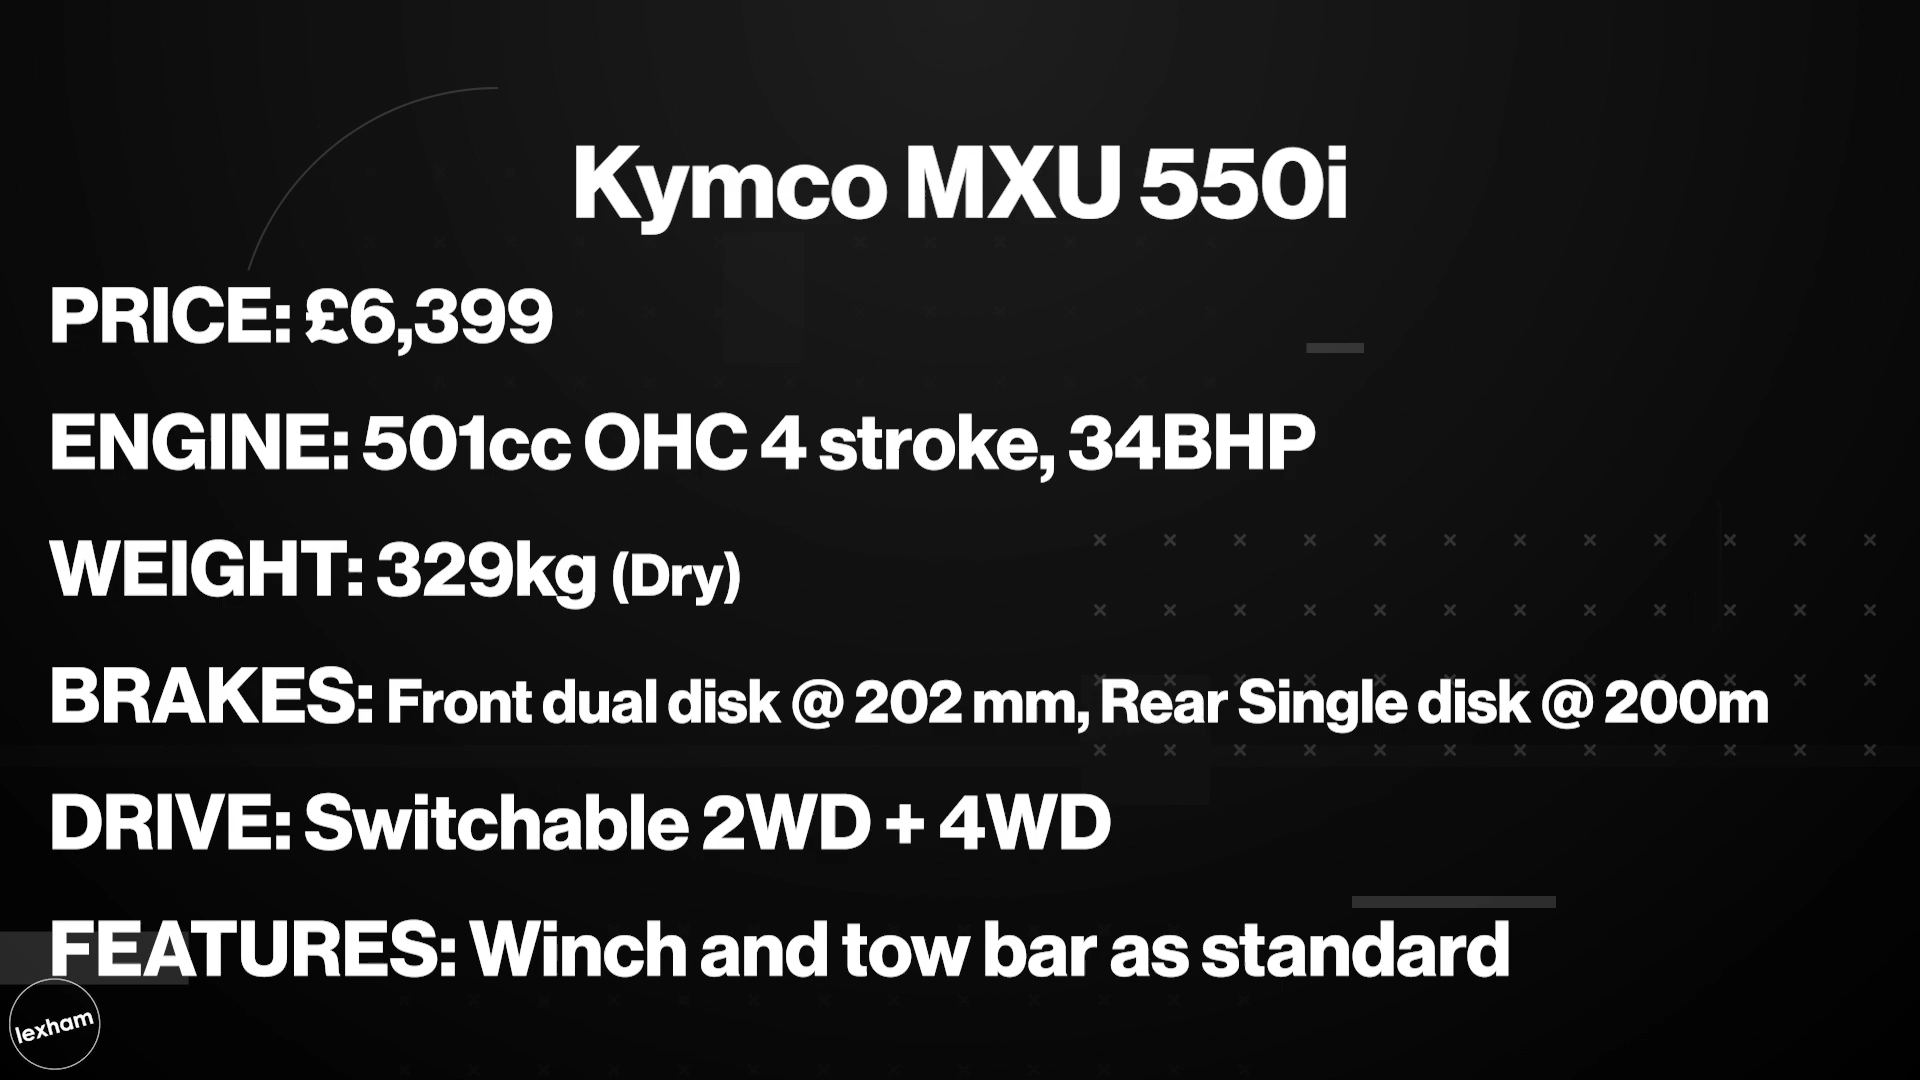 Kymco MXU 550i
PRICE: £6,399
ENGINE: 501cc OHC 4 stroke, 34BHP
WEIGHT: 329kg (Dry)
BRAKES: Front dual disk @ 202 mm, Rear Single disk @ 200m
DRIVE: Switchable 2WD + 4WD
FEATURES: Winch and tow bar as standard
lexham